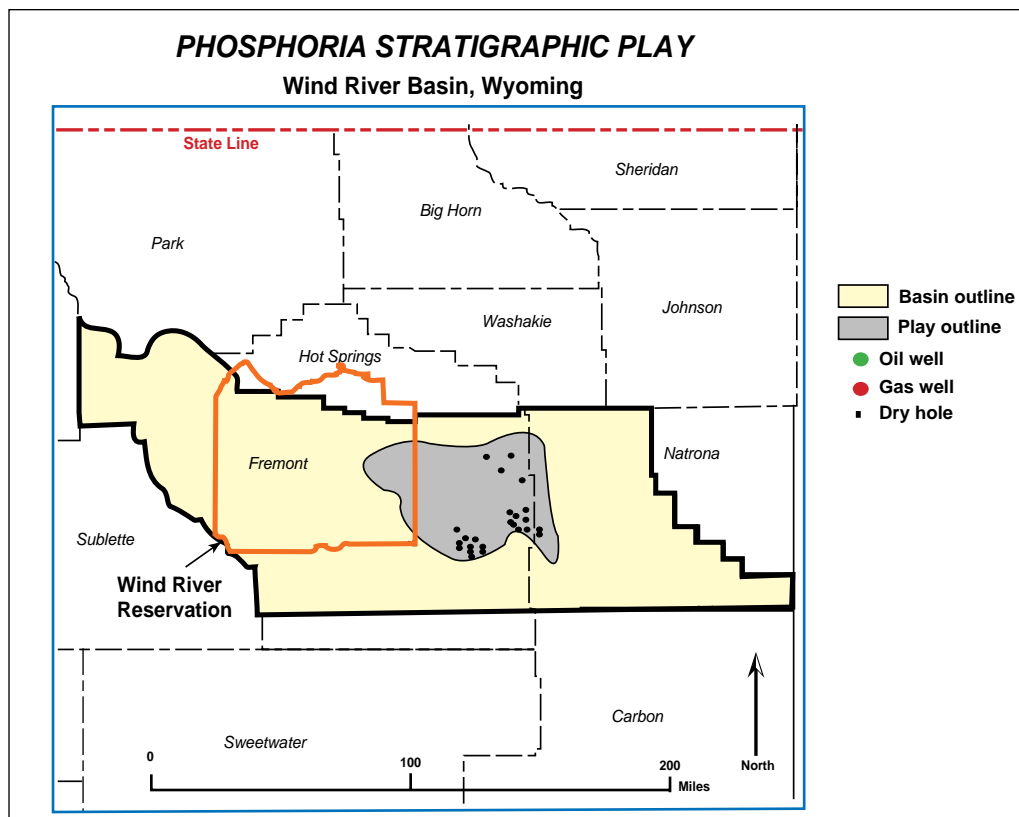 PHOSPHORIA STRATIGRAPHIC PLAY
Wind River Basin, Wyoming
State Line
Sheridan
Big Horn
Park
Johnson
Washakie
Hot Springs
Basin outline
Play outline
Oil well
Gas well
Dry hole
Fremont
Natrona
Sublette
Wind River
Reservation
Carbon
Sweetwater
0
100
200
Miles
North